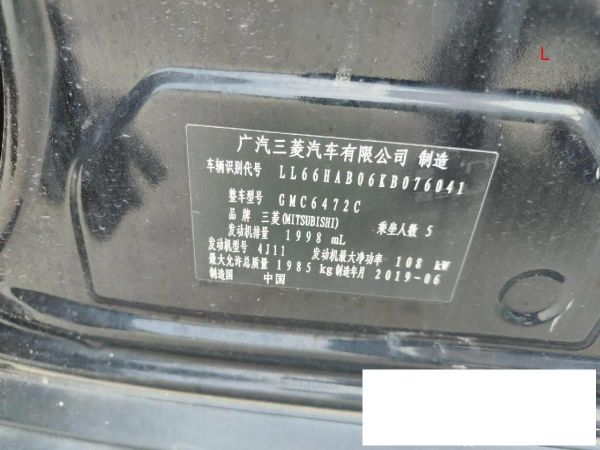 L
广汽三菱汽车有限公司 制造
车辆识别代号 LL66HAB06KB076041
整车型号 GMC6472C
品 牌 三菱(MITSUBISHI) 乘坐人数 5
发动机排量 1998 mL
发动机型号 4J11 发动机最大净功率 108 kW
最大允许总质量 1985 kg 制造年月 2019-06
制造国 中国